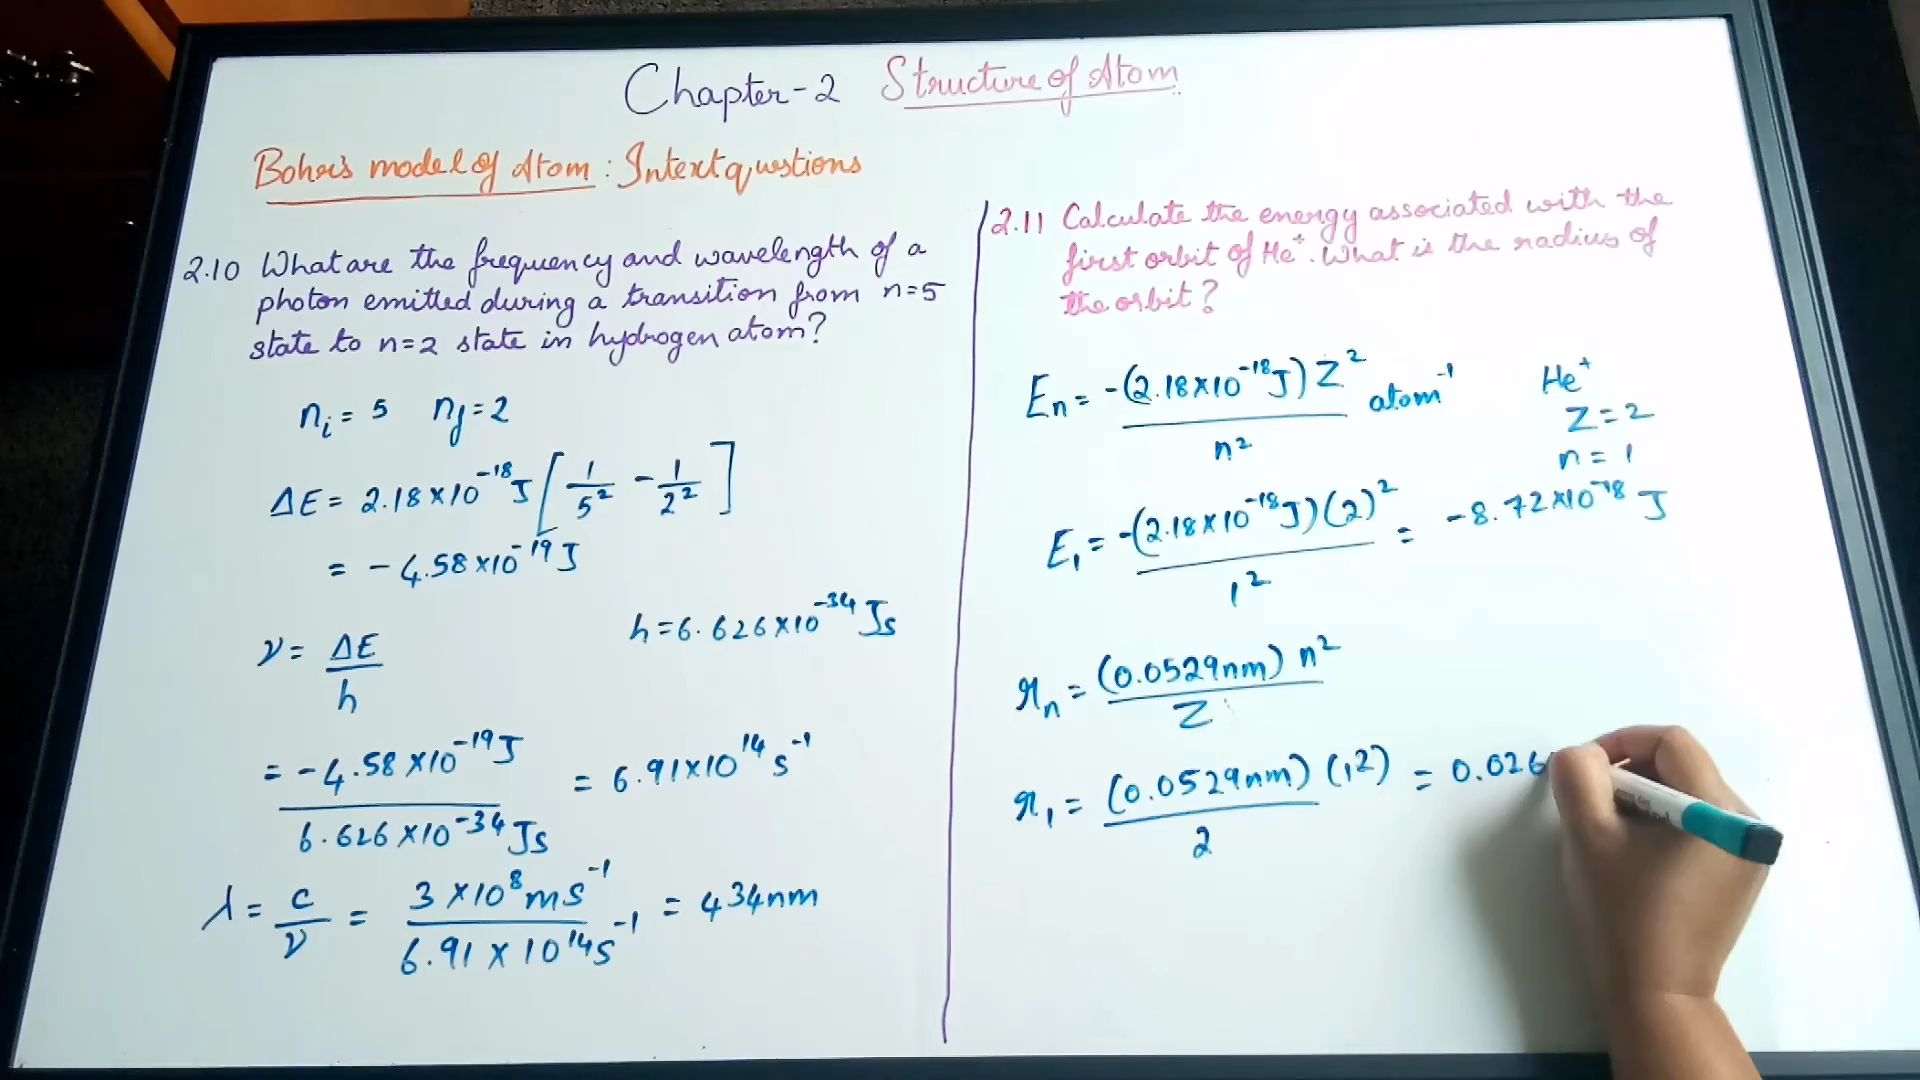 Chapter-2 Structure of Atom
Bohr's model of Atom : Intext questions
2.10 What are the frequency and wavelength of a
photon emitted during a transition from n=5
state to n=2 state in hydrogen atom?
nᵢ = 5 n_f = 2
ΔE = 2.18×10⁻¹⁸ J [1/5² - 1/2²]
= -4.58×10⁻¹⁹ J
ν = ΔE/h h = 6.626×10⁻³⁴ Js
= -4.58×10⁻¹⁹ J / 6.626×10⁻³⁴ Js = 6.91×10¹⁴ s⁻¹
λ = c/ν = 3×10⁸ ms⁻¹ / 6.91×10¹⁴ s⁻¹ = 434nm
2.11 Calculate the energy associated with the
first orbit of He⁺. What is the radius of
the orbit?
Eₙ = -(2.18×10⁻¹⁸ J) Z² / n² atom⁻¹
He⁺
Z = 2
n = 1
E₁ = -(2.18×10⁻¹⁸ J)(2)² / 1² = -8.72×10⁻¹⁸ J
rₙ = (0.0529nm) n² / Z
r₁ = (0.0529nm)(1²) / 2 = 0.026